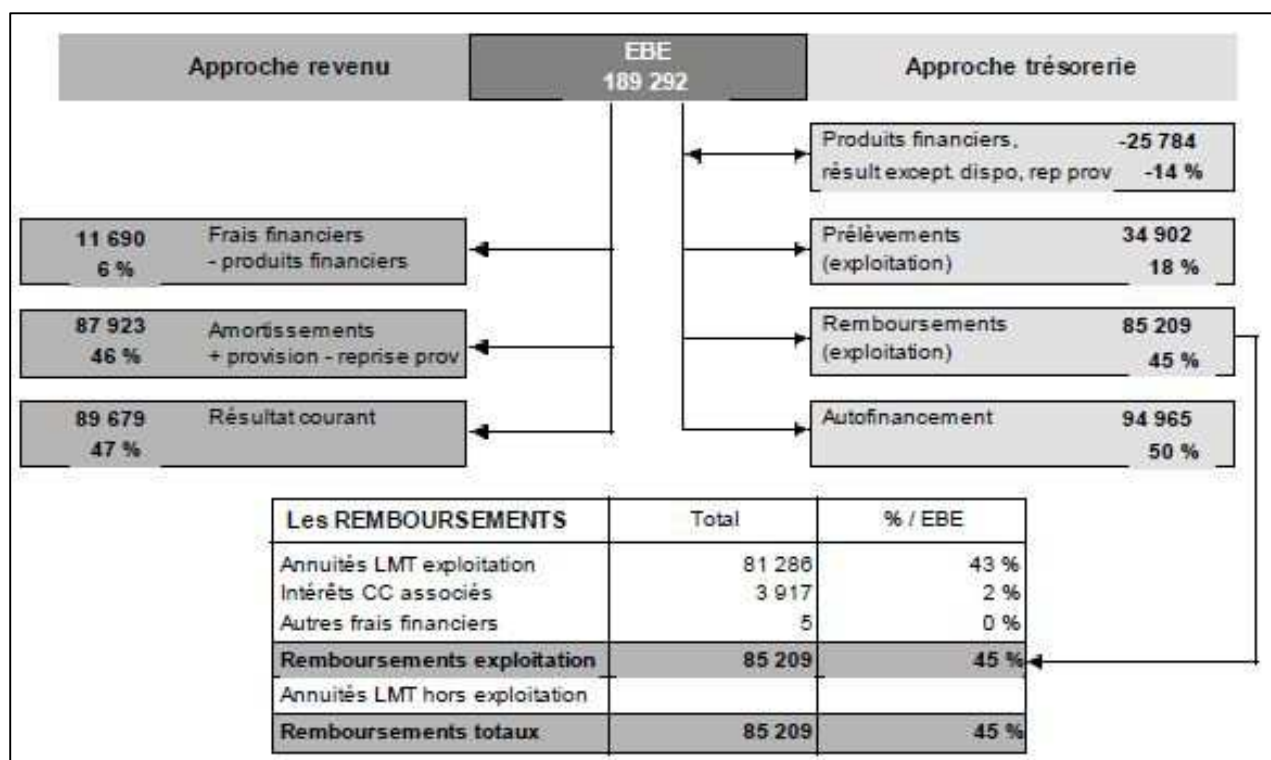 Approche revenu
EBE
189 292
Approche trésorerie
Produits financiers, -25 784
résult except. dispo, rep prov -14 %
11 690 Frais financiers
6 % - produits financiers
Prélèvements 34 902
(exploitation) 18 %
87 923 Amortissements
46 % + provision - reprise prov
Remboursements 85 209
(exploitation) 45 %
89 679 Résultat courant
47 %
Autofinancement 94 965
50 %
Les REMBOURSEMENTS Total % / EBE
Annuités LMT exploitation 81 286 43 %
Intérêts CC associés 3 917 2 %
Autres frais financiers 5 0 %
Remboursements exploitation 85 209 45 %
Annuités LMT hors exploitation
Remboursements totaux 85 209 45 %